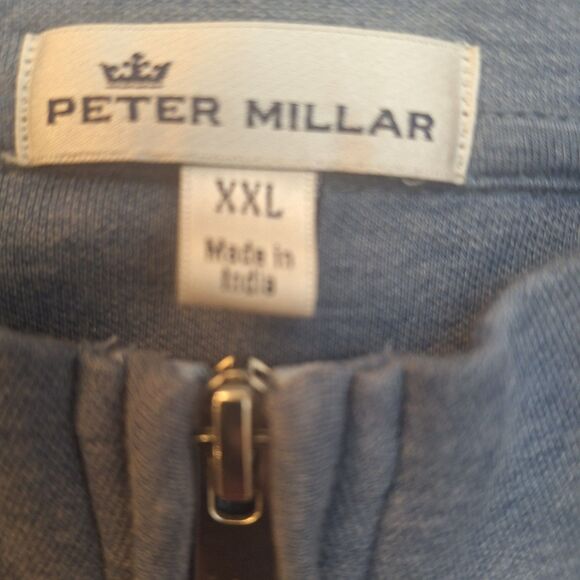 PETER MILLAR
XXL
Made in
India